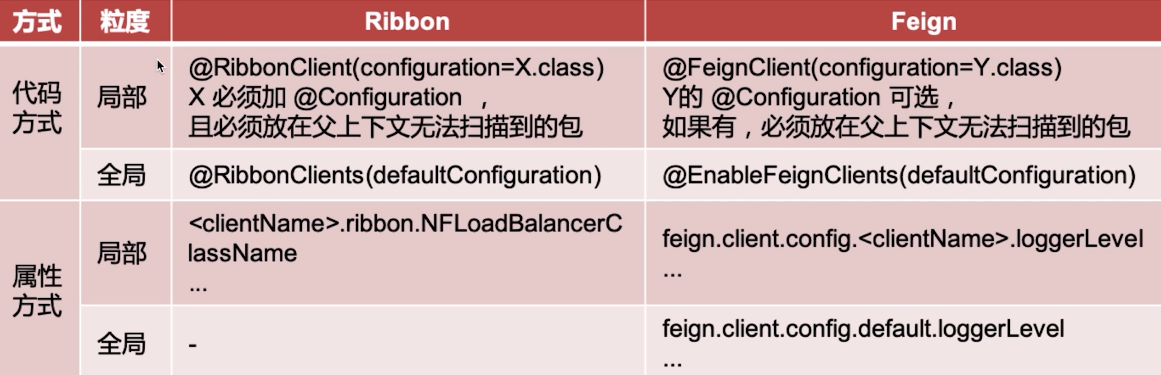 方式 粒度 Ribbon Feign
代码
方式
局部
@RibbonClient(configuration=X.class)
X 必须加 @Configuration ，
且必须放在父上下文无法扫描到的包
@FeignClient(configuration=Y.class)
Y的 @Configuration 可选，
如果有，必须放在父上下文无法扫描到的包
全局 @RibbonClients(defaultConfiguration) @EnableFeignClients(defaultConfiguration)
属性
方式
局部
<clientName>.ribbon.NFLoadBalancerC
lassName
...
feign.client.config.<clientName>.loggerLevel
...
全局
-
feign.client.config.default.loggerLevel
...